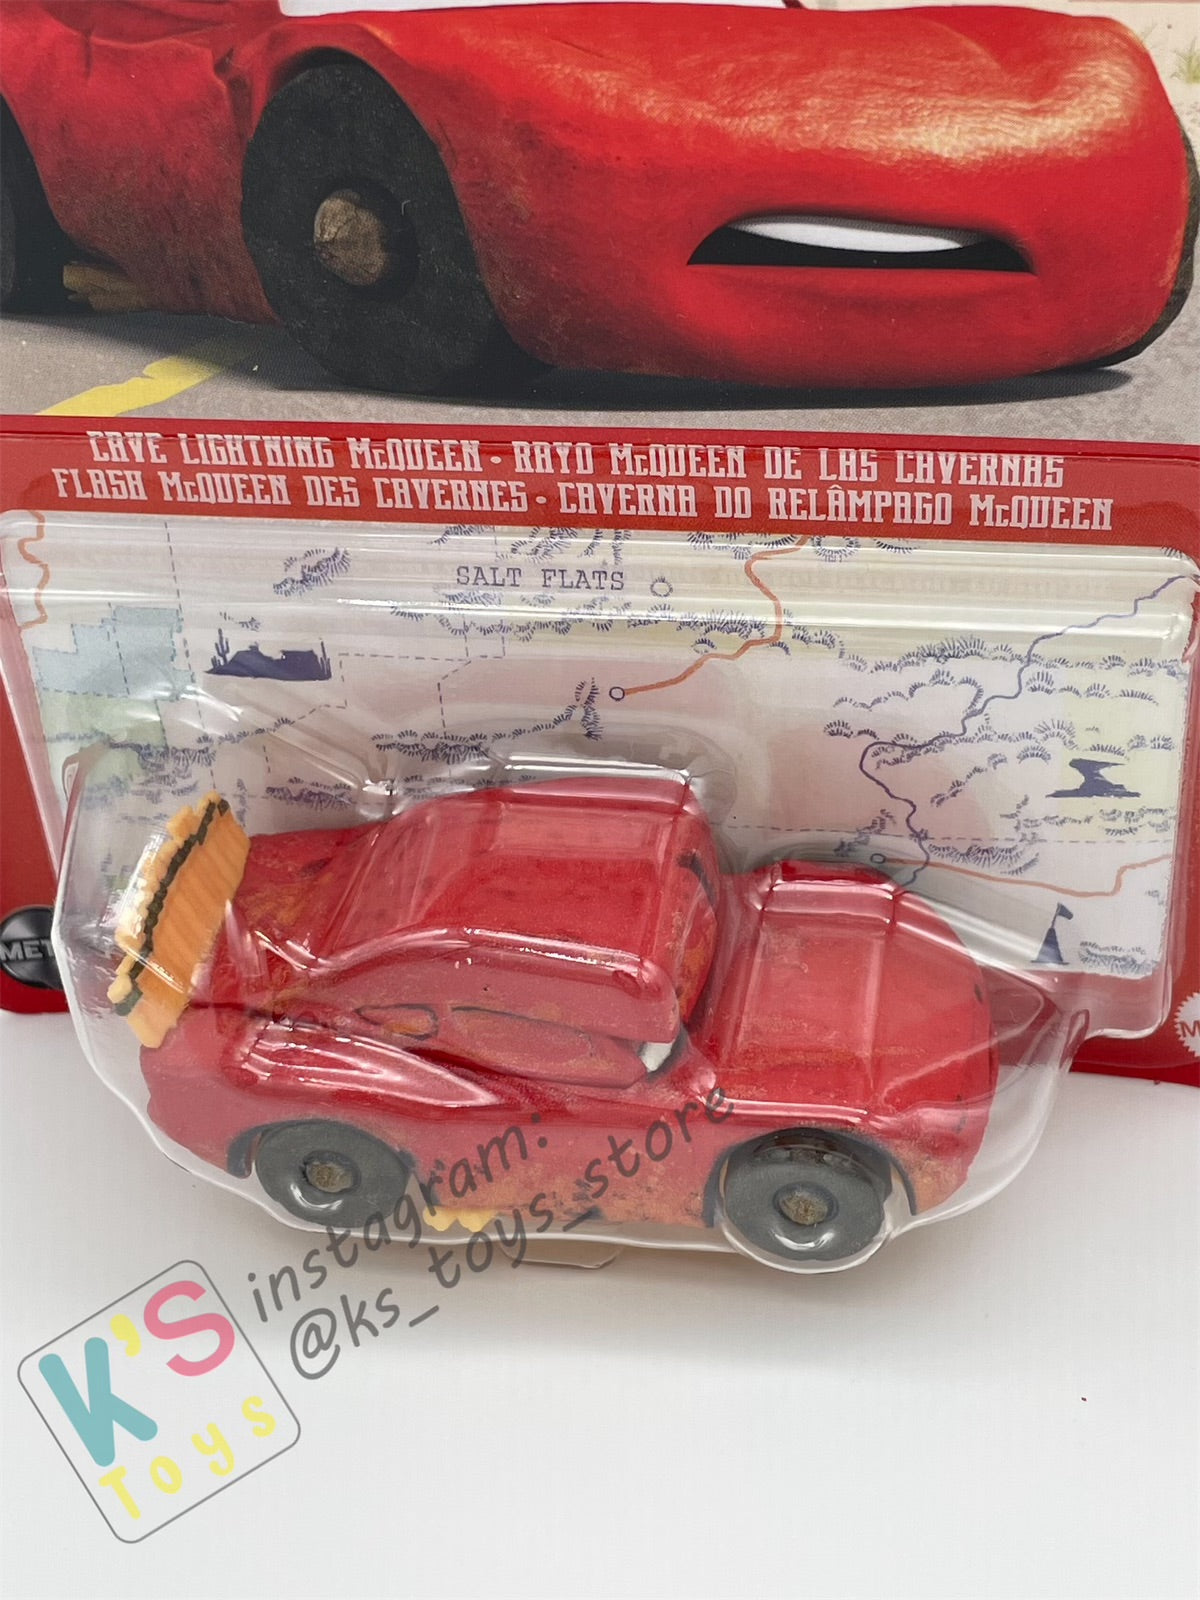 CAVE LIGHTNING McQUEEN • RAYO McQUEEN DE LAS CAVERNAS
FLASH McQUEEN DES CAVERNES • CAVERNA DO RELÂMPAGO McQUEEN
SALT FLATS
MET
M
instagram:
@ks_toys_store
K'S
Toys